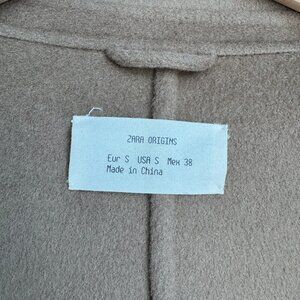 ZARA ORIGINS
Eur S USA S Mex 38
Made in China